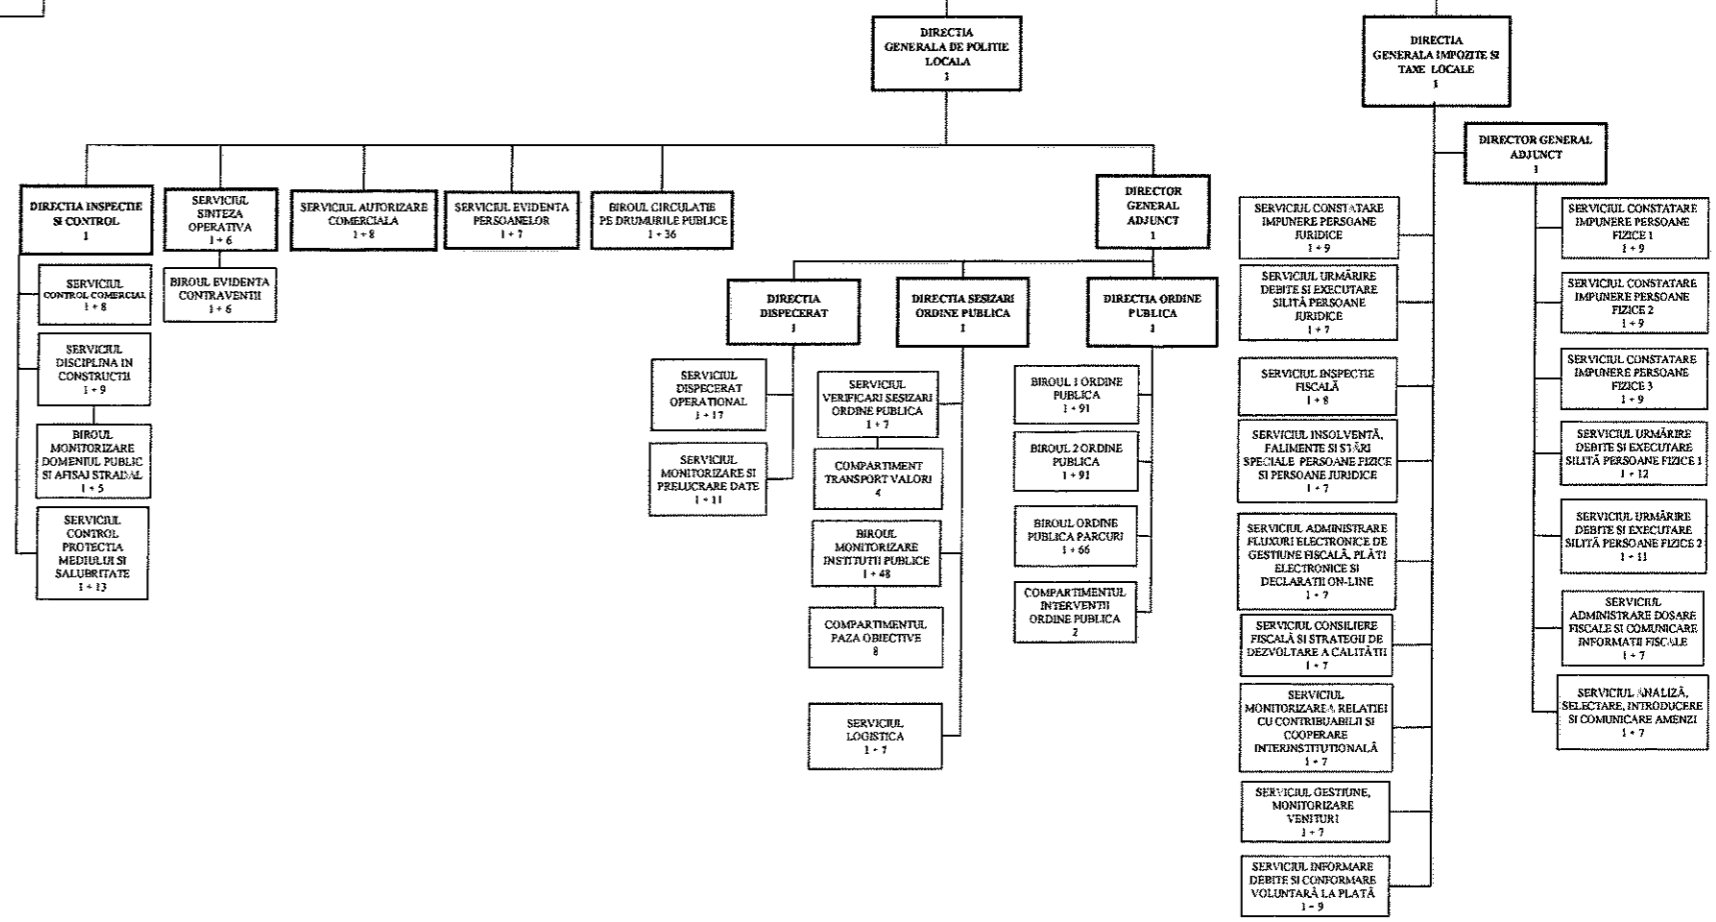 DIRECTIA
GENERALA DE POLITIE
LOCALA
1
DIRECTIA
GENERALA IMPOZITE SI
TAXE LOCALE
1
DIRECTOR GENERAL
ADJUNCT
1
DIRECTIA INSPECTIE
SI CONTROL
1
SERVICIUL
SINTEZA
OPERATIVA
1 + 6
SERVICIUL AUTORIZARE
COMERCIALA
1 + 8
SERVICIUL EVIDENTA
PERSOANELOR
1 + 7
BIROUL CIRCULATIE
PE DRUMURILE PUBLICE
1 + 36
DIRECTOR
GENERAL
ADJUNCT
1
SERVICIUL
CONTROL COMERCIAL
1 + 8
BIROUL EVIDENTA
CONTRAVENTII
1 + 6
SERVICIUL
DISCIPLINA IN
CONSTRUCTII
1 + 9
BIROUL
MONITORIZARE
DOMENIUL PUBLIC
SI AFISAJ STRADAL
1 + 5
SERVICIUL
CONTROL
PROTECTIA
MEDIULUI SI
SALUBRITATE
1 + 13
DIRECTIA
DISPECERAT
1
DIRECTIA SESIZARI
ORDINE PUBLICA
1
DIRECTIA ORDINE
PUBLICA
1
SERVICIUL
DISPECERAT
OPERATIONAL
1 + 17
SERVICIUL
MONITORIZARE SI
PRELUCRARE DATE
1 + 11
SERVICIUL
VERIFICARI SESIZARI
ORDINE PUBLICA
1 + 7
COMPARTIMENT
TRANSPORT VALORI
4
BIROUL
MONITORIZARE
INSTITUTII PUBLICE
1 + 48
COMPARTIMENTUL
PAZA OBIECTIVE
8
SERVICIUL
LOGISTICA
1 + 7
BIROUL 1 ORDINE
PUBLICA
1 + 91
BIROUL 2 ORDINE
PUBLICA
1 + 91
BIROUL ORDINE
PUBLICA PARCURI
1 + 66
COMPARTIMENTUL
INTERVENTII
ORDINE PUBLICA
2
SERVICIUL CONSTATARE
IMPUNERE PERSOANE
JURIDICE
1 + 9
SERVICIUL URMĂRIRE
DEBITE SI EXECUTARE
SILITĂ PERSOANE
JURIDICE
1 + 7
SERVICIUL INSPECTIE
FISCALĂ
1 + 8
SERVICIUL INSOLVENTĂ,
FALIMENTE SI STĂRI
SPECIALE PERSOANE FIZICE
SI PERSOANE JURIDICE
1 + 7
SERVICIUL ADMINISTRARE
FLUXURI ELECTRONICE DE
GESTIUNE FISCALĂ, PLĂTI
ELECTRONICE SI
DECLARATII ON-LINE
1 + 7
SERVICIUL CONSILIERE
FISCALĂ SI STRATEGII DE
DEZVOLTARE A CALITĂTII
1 + 7
SERVICIUL
MONITORIZAREA RELATIEI
CU CONTRIBUABILII SI
COOPERARE
INTERINSTITUTIONALĂ
1 + 7
SERVICIUL GESTIUNE,
MONITORIZARE
VENITURI
1 + 7
SERVICIUL INFORMARE
DEBITE SI CONFORMARE
VOLUNTARĂ LA PLATĂ
1 + 9
SERVICIUL CONSTATARE
IMPUNERE PERSOANE
FIZICE 1
1 + 9
SERVICIUL CONSTATARE
IMPUNERE PERSOANE
FIZICE 2
1 + 9
SERVICIUL CONSTATARE
IMPUNERE PERSOANE
FIZICE 3
1 + 9
SERVICIUL URMĂRIRE
DEBITE SI EXECUTARE
SILITĂ PERSOANE FIZICE 1
1 + 12
SERVICIUL URMĂRIRE
DEBITE SI EXECUTARE
SILITĂ PERSOANE FIZICE 2
1 + 11
SERVICIUL
ADMINISTRARE DOSARE
FISCALE SI COMUNICARE
INFORMATII FISCALE
1 + 7
SERVICIUL ANALIZĂ,
SELECTARE, INTRODUCERE
SI COMUNICARE AMENZI
1 + 7